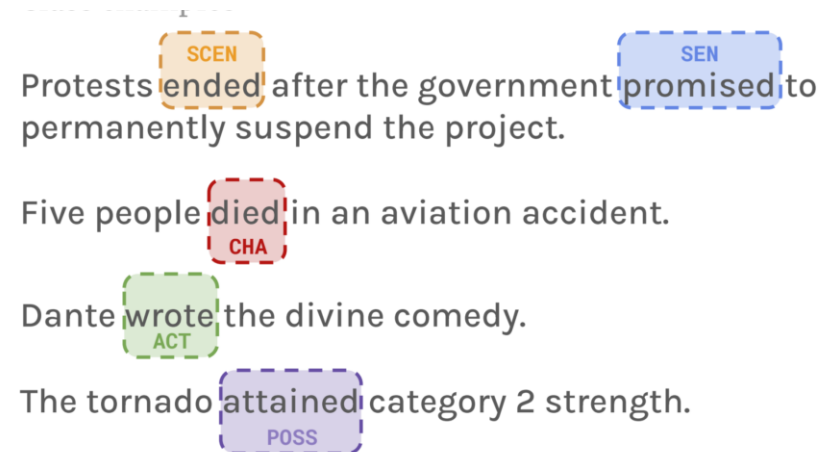 SCEN SEN
Protests ended after the government promised to
permanently suspend the project.
Five people died in an aviation accident.
CHA
Dante wrote the divine comedy.
ACT
The tornado attained category 2 strength.
POSS